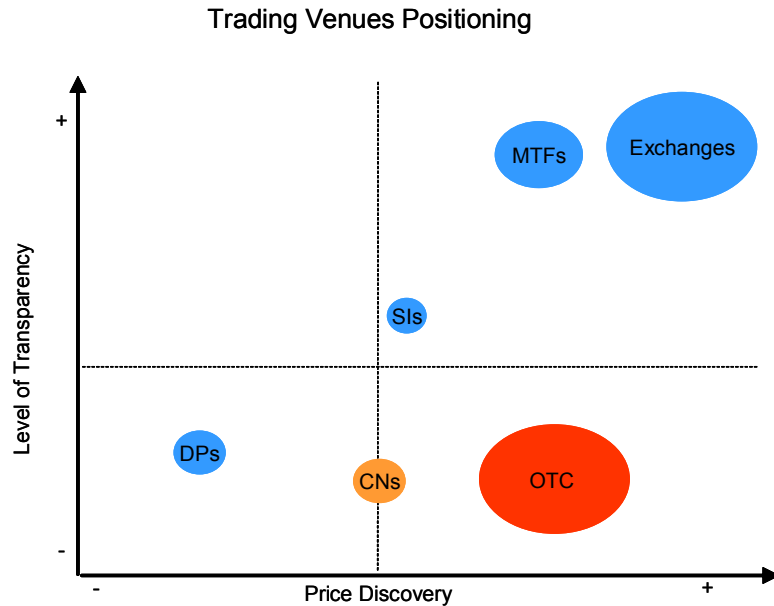 Trading Venues Positioning
+
MTFs
Exchanges
Level of Transparency
SIs
DPs
CNs
OTC
-
-
Price Discovery
+